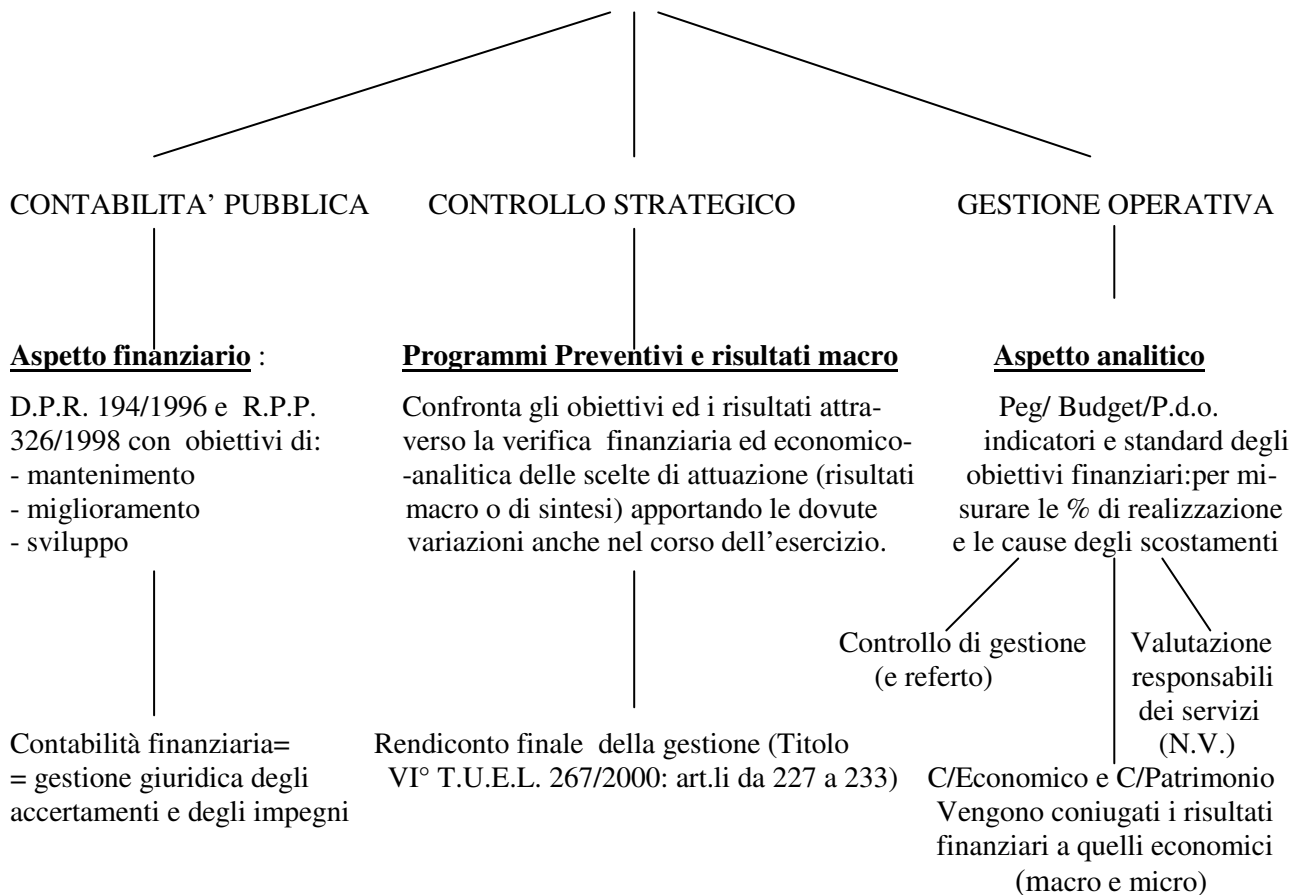 CONTABILITA’ PUBBLICA
CONTROLLO STRATEGICO
GESTIONE OPERATIVA
Aspetto finanziario :
D.P.R. 194/1996 e R.P.P.
326/1998 con obiettivi di:
- mantenimento
- miglioramento
- sviluppo
Contabilità finanziaria=
= gestione giuridica degli
accertamenti e degli impegni
Programmi Preventivi e risultati macro
Confronta gli obiettivi ed i risultati attra-
verso la verifica finanziaria ed economico-
-analitica delle scelte di attuazione (risultati
macro o di sintesi) apportando le dovute
variazioni anche nel corso dell’esercizio.
Rendiconto finale della gestione (Titolo
VI° T.U.E.L. 267/2000: art.li da 227 a 233)
Aspetto analitico
Peg/ Budget/P.d.o.
indicatori e standard degli
obiettivi finanziari:per mi-
surare le % di realizzazione
e le cause degli scostamenti
Controllo di gestione
(e referto)
Valutazione
responsabili
dei servizi
(N.V.)
C/Economico e C/Patrimonio
Vengono coniugati i risultati
finanziari a quelli economici
(macro e micro)